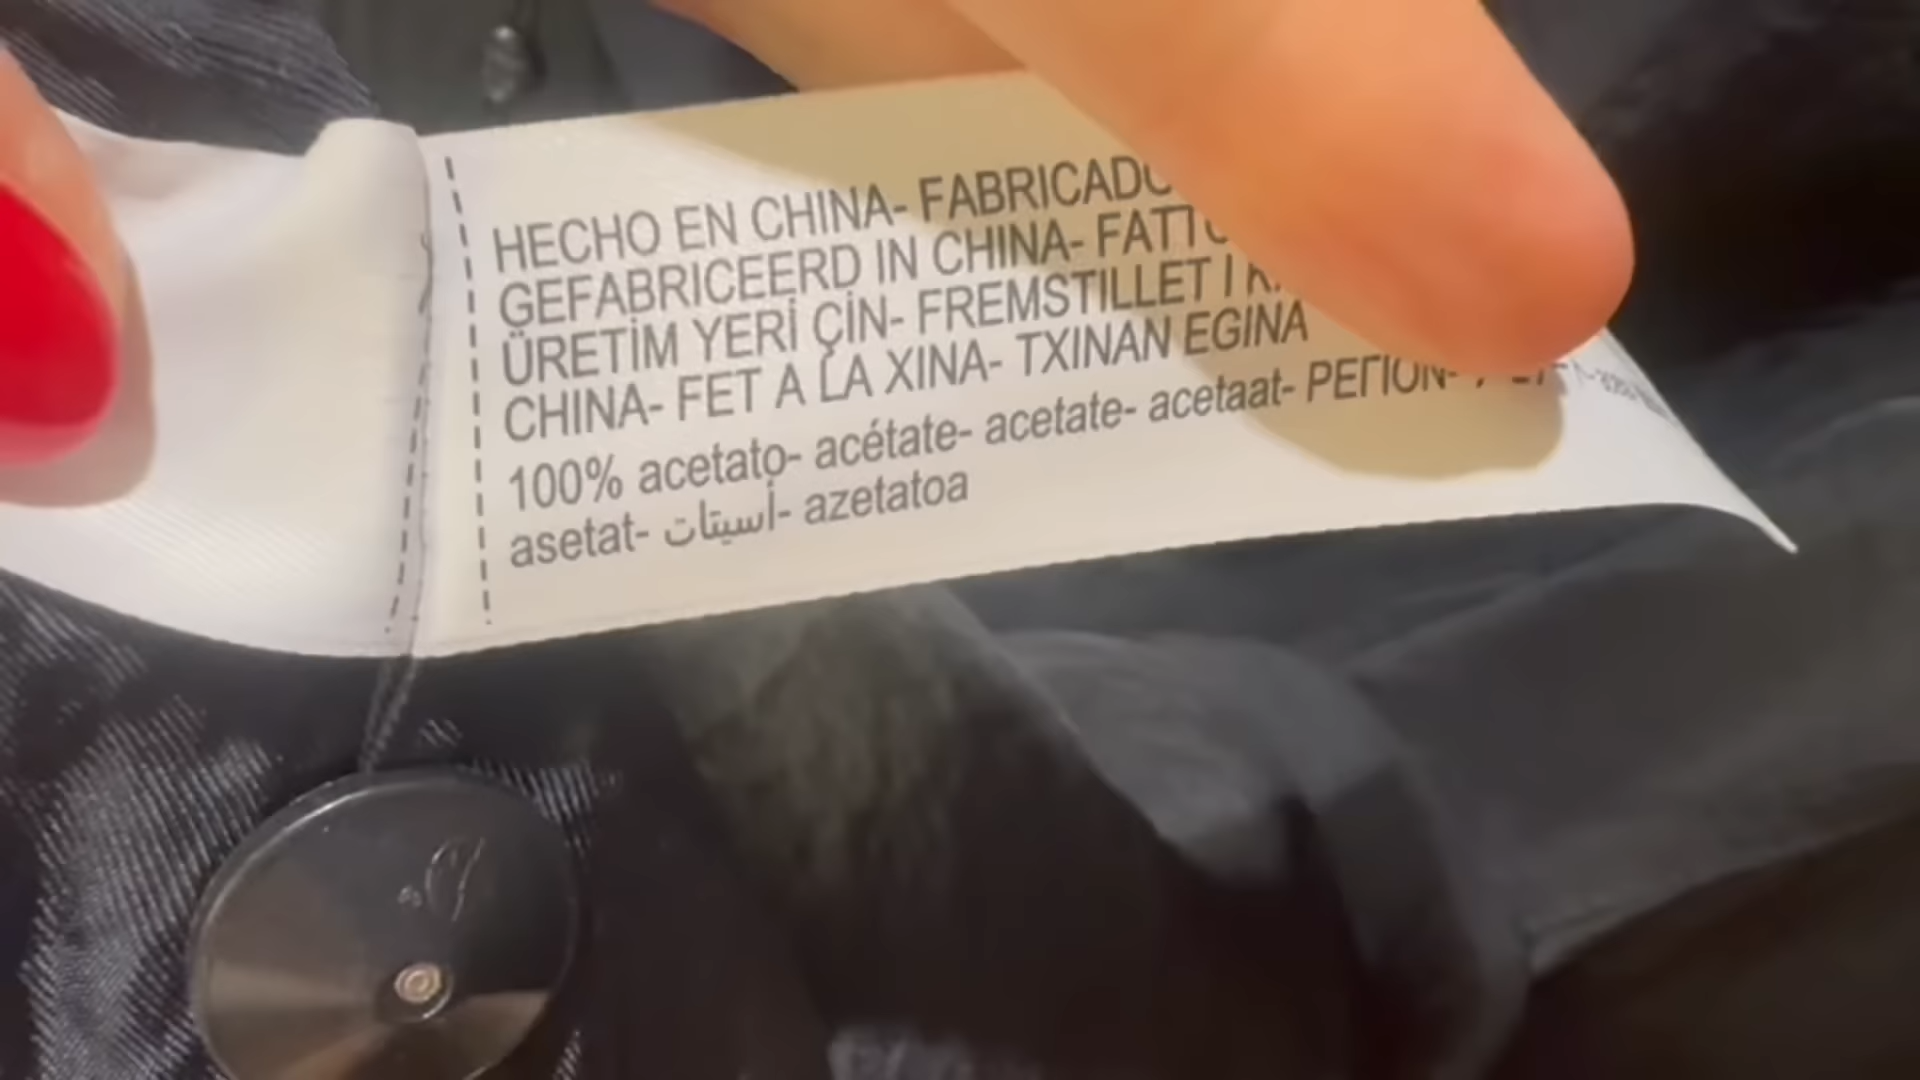 HECHO EN CHINA- FABRICADO
GEFABRICEERD IN CHINA-
ÜRETİM YERİ ÇİN- FREMSTILLET I
CHINA- FET A LA XINA- TXINAN EGINA
100% acetato- acétate- acetate- acetaat-
asetat- أسيتات- azetatoa